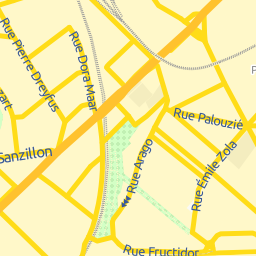 Rue Pierre Dreyfus
Rue Dora Maar
Rue Palouzié
Sanzillon
Rue Arago
Rue Émile Zola
Rue Fructidor